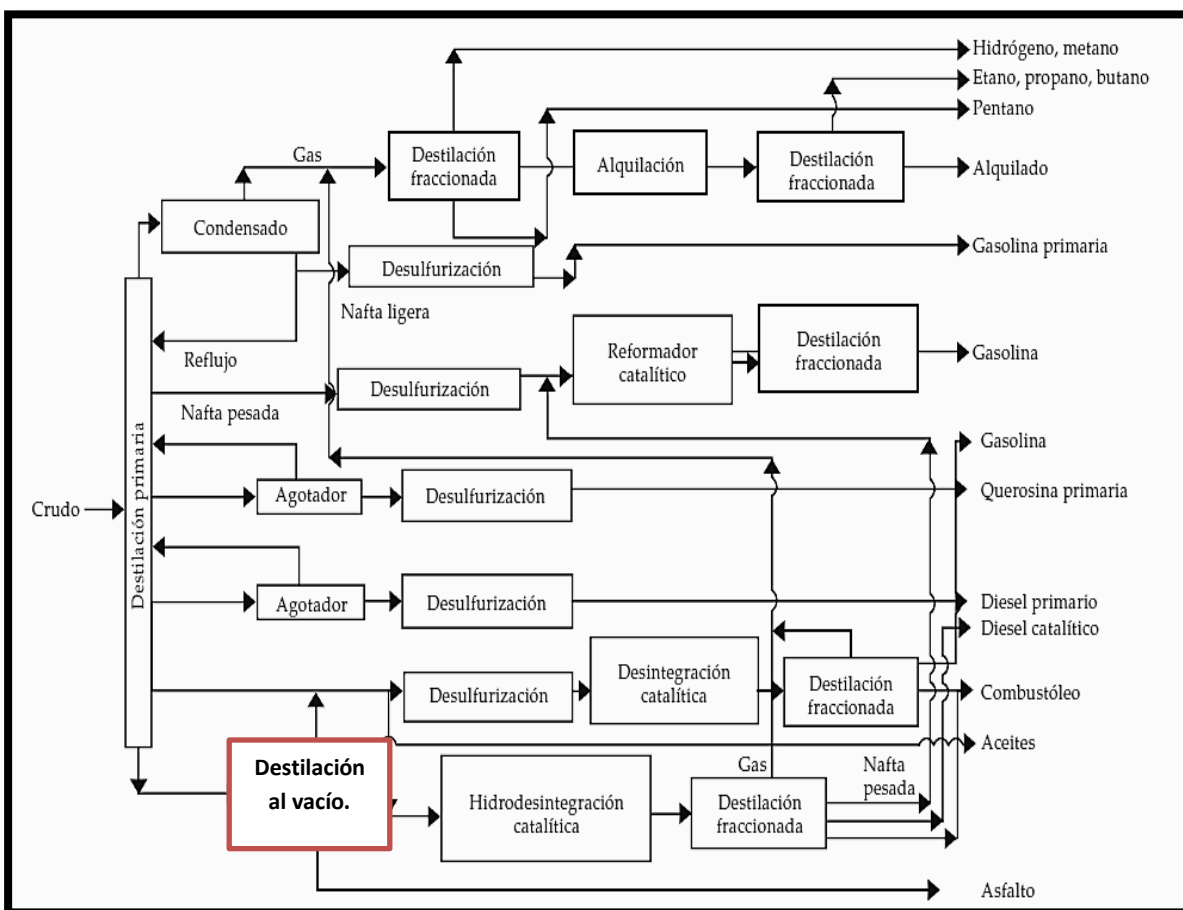 Hidrógeno, metano
Etano, propano, butano
Pentano
Gas
Destilación
fraccionada
Alquilación
Destilación
fraccionada
Alquilado
Condensado
Gasolina primaria
Desulfurización
Nafta ligera
Reflujo
Reformador
catalítico
Destilación
fraccionada
Gasolina
Desulfurización
Nafta pesada
Gasolina
Destilación primaria
Crudo
Agotador
Desulfurización
Querosina primaria
Agotador
Desulfurización
Diesel primario
Diesel catalítico
Desulfurización
Desintegración
catalítica
Destilación
fraccionada
Combustóleo
Aceites
Destilación
al vacío.
Hidrodesintegración
catalítica
Gas
Destilación
fraccionada
Nafta
pesada
Asfalto